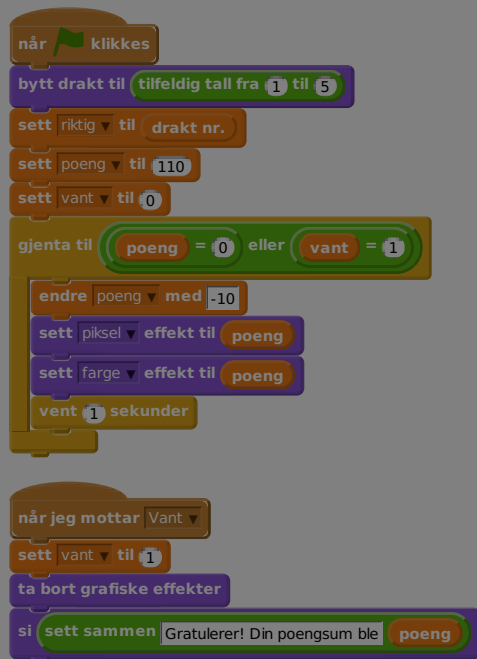 når klikkes
bytt drakt til tilfeldig tall fra 1 til 5
sett riktig til drakt nr.
sett poeng til 110
sett vant til 0
gjenta til poeng = 0 eller vant = 1
endre poeng med -10
sett piksel effekt til poeng
sett farge effekt til poeng
vent 1 sekunder
når jeg mottar Vant
sett vant til 1
ta bort grafiske effekter
si sett sammen Gratulerer! Din poengsum ble poeng